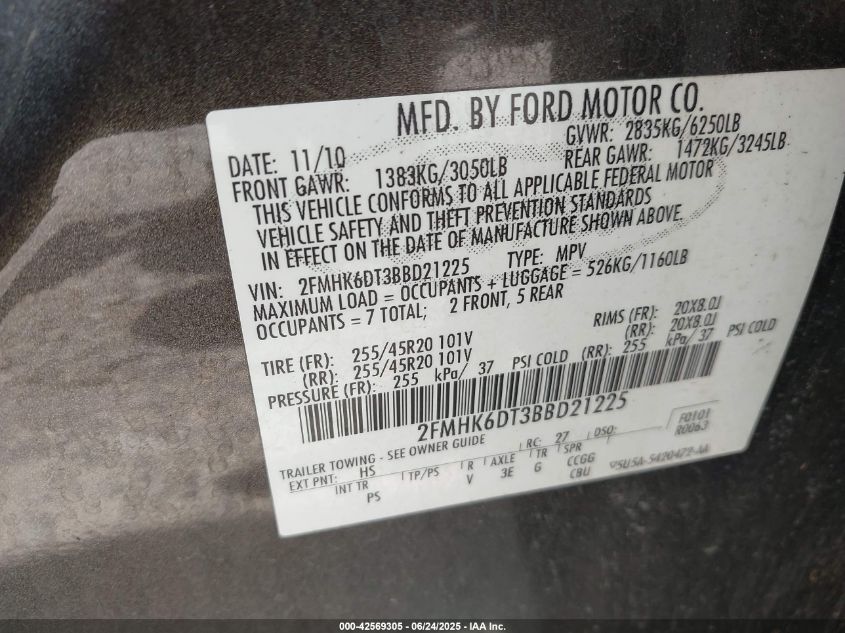 MFD. BY FORD MOTOR CO.
DATE: 11/10 GVWR: 2835KG/6250LB
FRONT GAWR: 1383KG/3050LB REAR GAWR: 1472KG/3245LB
THIS VEHICLE CONFORMS TO ALL APPLICABLE FEDERAL MOTOR
VEHICLE SAFETY AND THEFT PREVENTION STANDARDS
IN EFFECT ON THE DATE OF MANUFACTURE SHOWN ABOVE.
VIN: 2FMHK6DT3BBD21225 TYPE: MPV
MAXIMUM LOAD = OCCUPANTS + LUGGAGE = 526KG/1160LB
OCCUPANTS = 7 TOTAL; 2 FRONT, 5 REAR
TIRE (FR): 255/45R20 101V RIMS (FR): 20X8.0J
(RR): 255/45R20 101V (RR): 20X8.0J
PRESSURE (FR): 255 kPa/ 37 PSI COLD (RR): 255 kPa/ 37 PSI COLD
2FMHK6DT3BBD21225
F0101
R0063
TRAILER TOWING - SEE OWNER GUIDE RC: 27 DSO:
EXT PNT: HS TP/PS R AXLE TR SPR
INT TR V 3E G CCGG
PS CBU
5U5A-5420472-AA
000-42569305 - 06/24/2025 - IAA Inc.